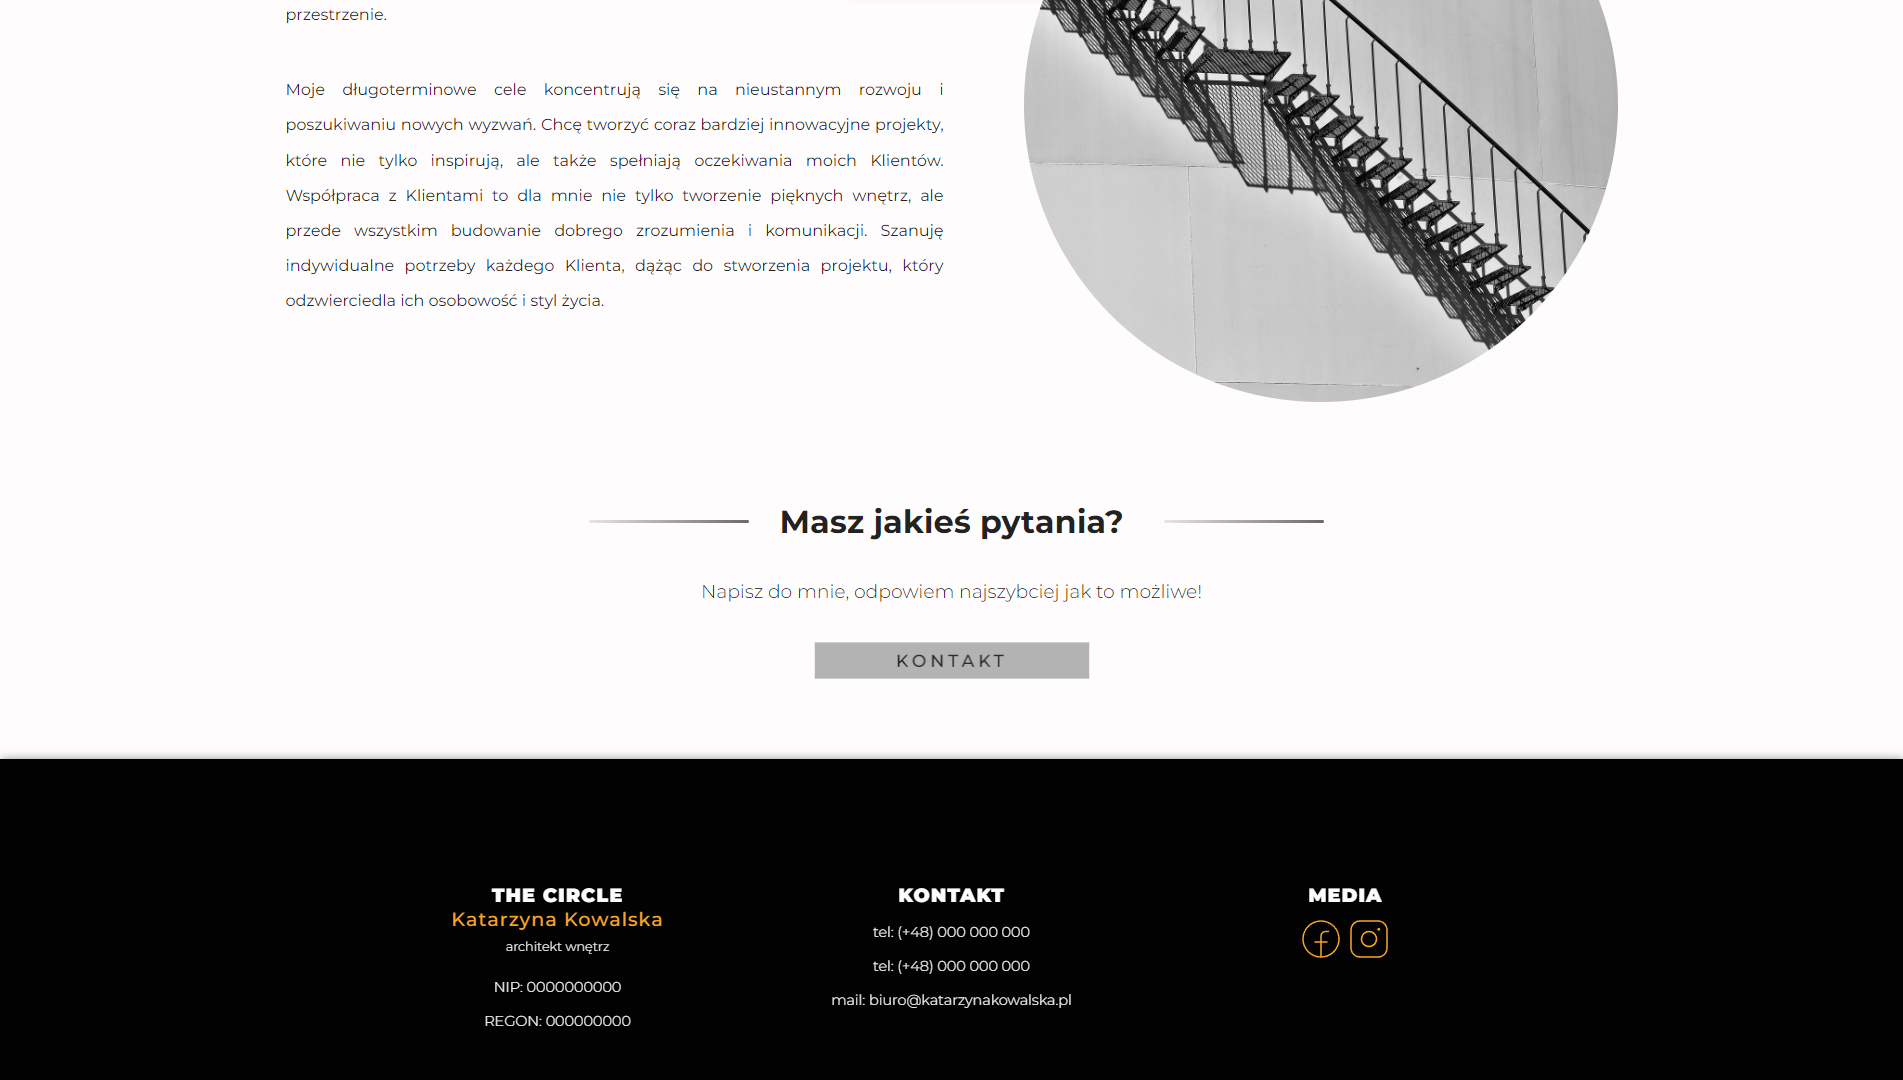 przestrzenie.
Moje długoterminowe cele koncentrują się na nieustannym rozwoju i
poszukiwaniu nowych wyzwań. Chcę tworzyć coraz bardziej innowacyjne projekty,
które nie tylko inspirują, ale także spełniają oczekiwania moich Klientów.
Współpraca z Klientami to dla mnie nie tylko tworzenie pięknych wnętrz, ale
przede wszystkim budowanie dobrego zrozumienia i komunikacji. Szanuję
indywidualne potrzeby każdego Klienta, dążąc do stworzenia projektu, który
odzwierciedla ich osobowość i styl życia.
Masz jakieś pytania?
Napisz do mnie, odpowiem najszybciej jak to możliwe!
KONTAKT
THE CIRCLE
Katarzyna Kowalska
architekt wnętrz
NIP: 0000000000
REGON: 000000000
KONTAKT
tel: (+48) 000 000 000
tel: (+48) 000 000 000
mail: biuro@katarzynakowalska.pl
MEDIA